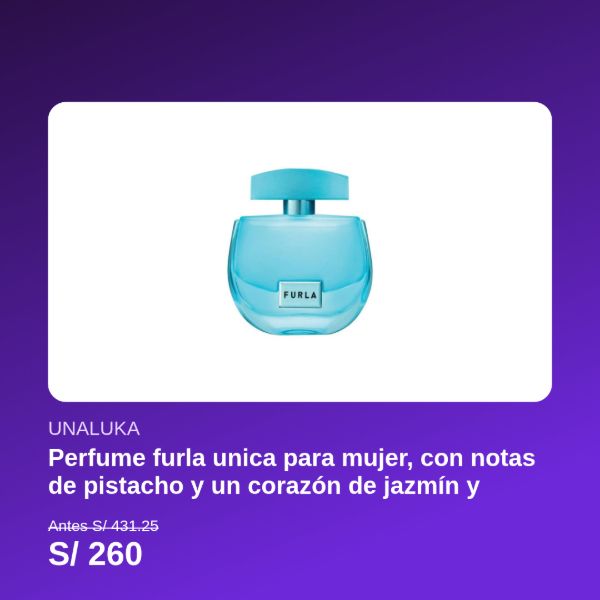 FURLA
UNALUKA
Perfume furla unica para mujer, con notas
de pistacho y un corazón de jazmín y
Antes S/ 431.25
S/ 260